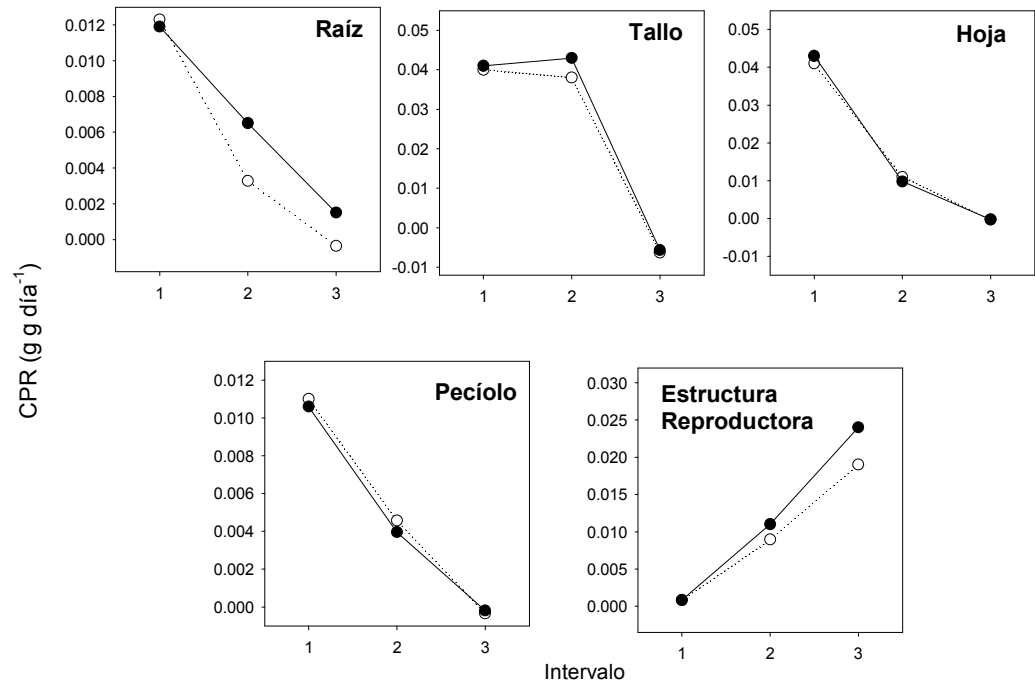 CPR (g g día-1)
Raíz
0.012
0.010
0.008
0.006
0.004
0.002
0.000
1 2 3
Tallo
0.05
0.04
0.03
0.02
0.01
0.00
-0.01
1 2 3
Hoja
0.05
0.04
0.03
0.02
0.01
0.00
-0.01
1 2 3
Pecíolo
0.012
0.010
0.008
0.006
0.004
0.002
0.000
1 2 3
Estructura
Reproductora
0.030
0.025
0.020
0.015
0.010
0.005
0.000
1 2 3
Intervalo